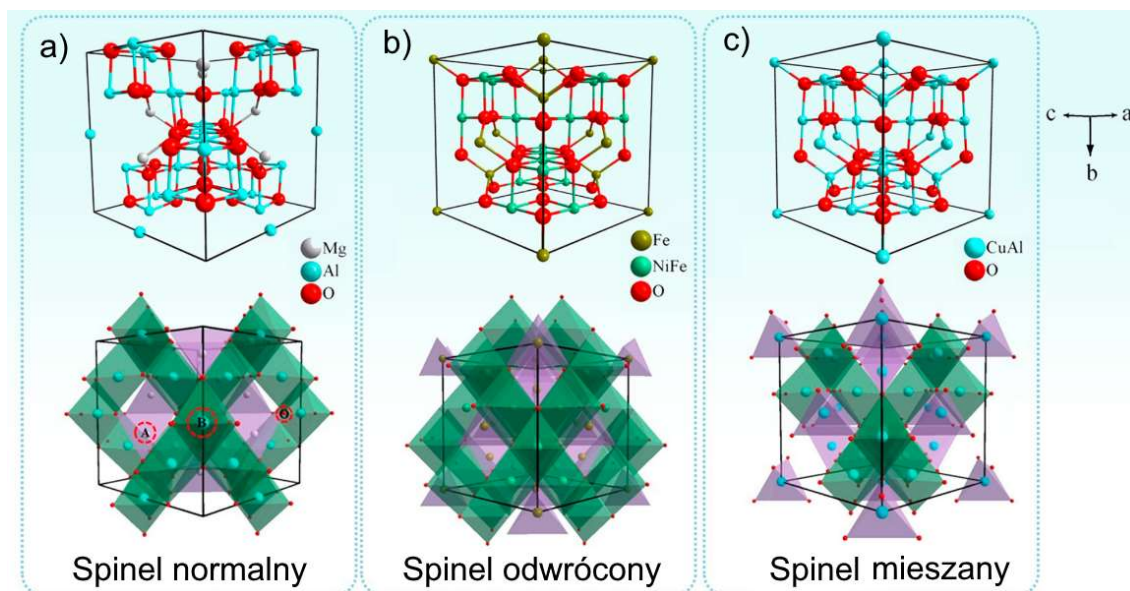 a)
Mg
Al
O
A
B
O
Spinel normalny
b)
Fe
NiFe
O
Spinel odwrócony
c)
CuAl
O
Spinel mieszany
c
a
b